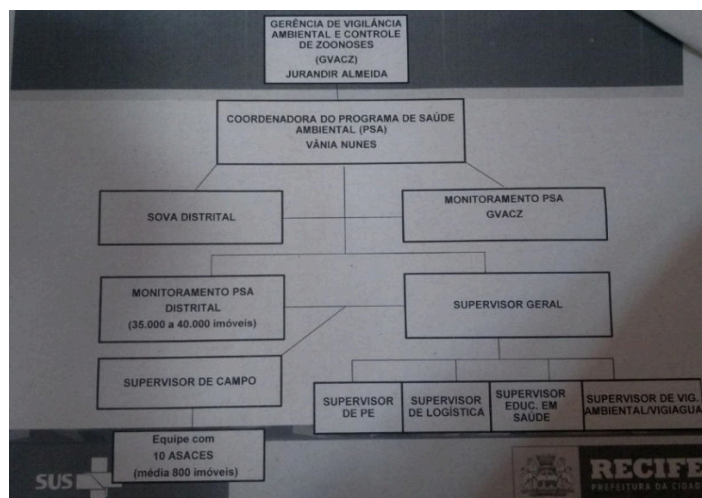 GERÊNCIA DE VIGILÂNCIA
AMBIENTAL E CONTROLE
DE ZOONOSES
(GVACZ)
JURANDIR ALMEIDA
COORDENADORA DO PROGRAMA DE SAÚDE
AMBIENTAL (PSA)
VÂNIA NUNES
SOVA DISTRITAL
MONITORAMENTO PSA
GVACZ
MONITORAMENTO PSA
DISTRITAL
(35.000 a 40.000 imóveis)
SUPERVISOR GERAL
SUPERVISOR DE CAMPO
SUPERVISOR
DE PE
SUPERVISOR
DE LOGÍSTICA
SUPERVISOR
EDUC. EM
SAÚDE
SUPERVISOR DE VIG.
AMBIENTAL/VIGIAGUA
Equipe com
10 ASACES
(média 800 imóveis)
SUS
RECIFE
PREFEITURA DA CIDADE